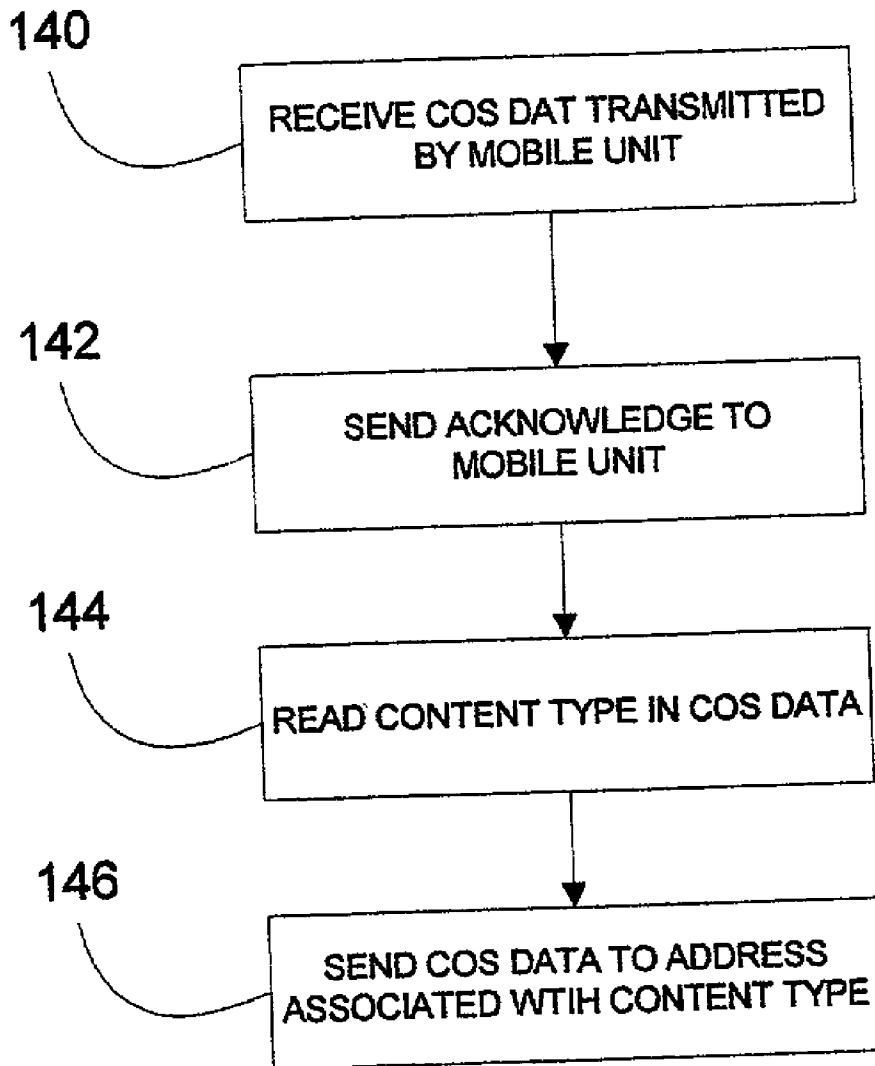 140
RECEIVE COS DAT TRANSMITTED
BY MOBILE UNIT
142
SEND ACKNOWLEDGE TO
MOBILE UNIT
144
READ CONTENT TYPE IN COS DATA
146
SEND COS DATA TO ADDRESS
ASSOCIATED WTIH CONTENT TYPE